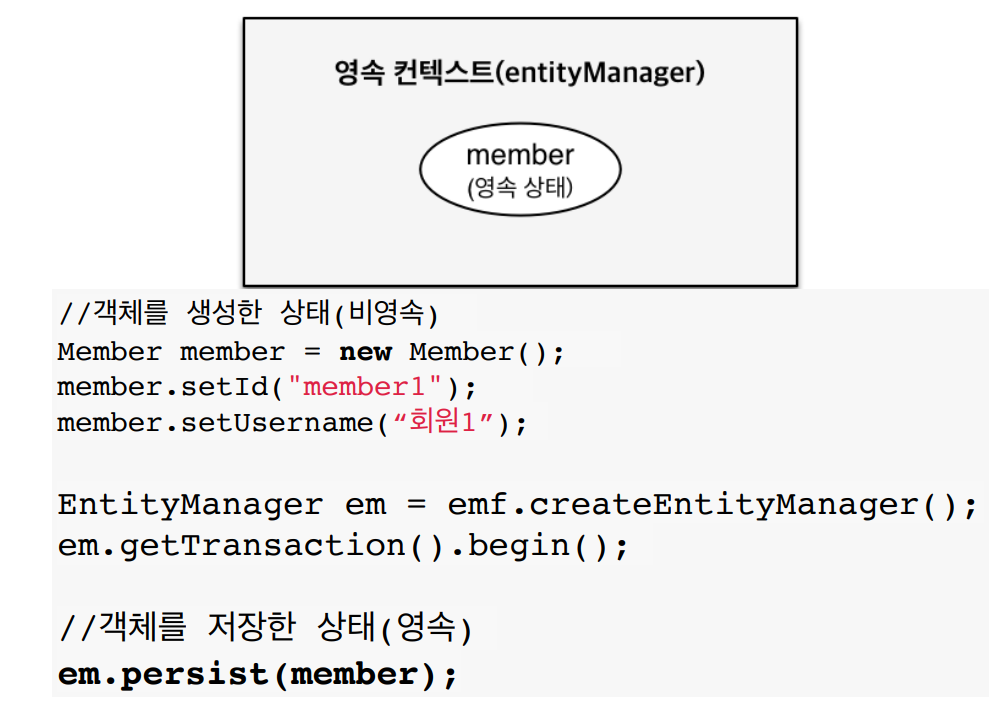 영속 컨텍스트(entityManager)
member
(영속 상태)
//객체를 생성한 상태(비영속)
Member member = new Member();
member.setId("member1");
member.setUsername(“회원1”);
EntityManager em = emf.createEntityManager();
em.getTransaction().begin();
//객체를 저장한 상태(영속)
em.persist(member);